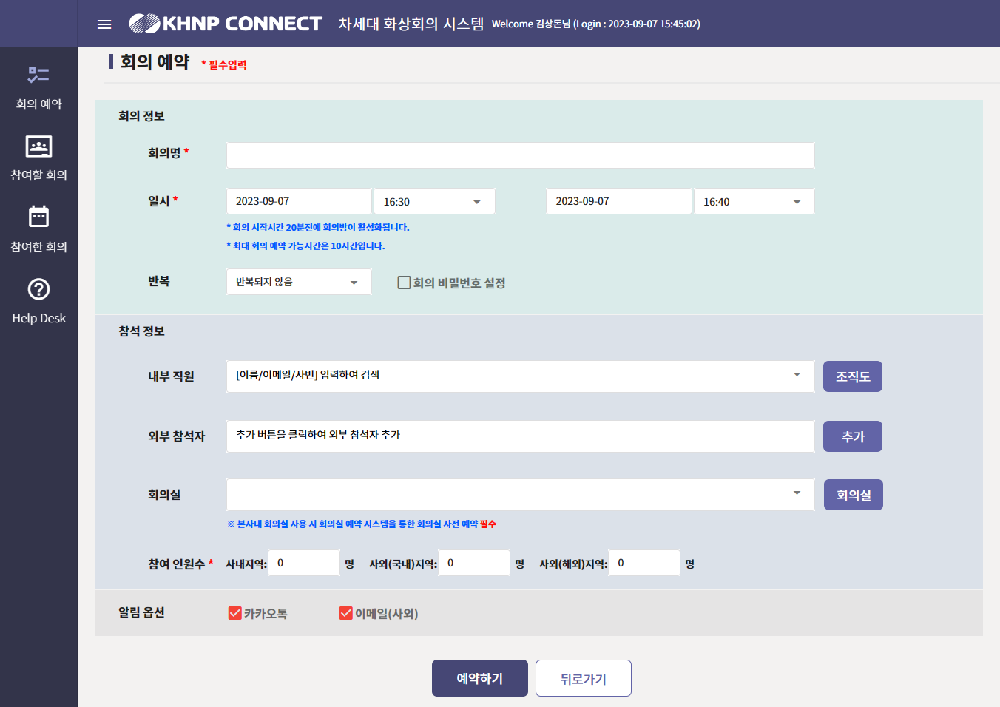 KHNP CONNECT 차세대 화상회의 시스템 Welcome 김상돈님 (Login : 2023-09-07 15:45:02)
회의 예약
참여할 회의
참여한 회의
Help Desk
회의 예약 * 필수입력
회의 정보
회의명 *
일시 * 2023-09-07 16:30 2023-09-07 16:40
* 회의 시작시간 20분전에 회의방이 활성화됩니다.
* 최대 회의 예약 가능시간은 10시간입니다.
반복 반복되지 않음 회의 비밀번호 설정
참석 정보
내부 직원 [이름/이메일/사번] 입력하여 검색 조직도
외부 참석자 추가 버튼을 클릭하여 외부 참석자 추가 추가
회의실 회의실
※ 본사내 회의실 사용 시 회의실 예약 시스템을 통한 회의실 사전 예약 필수
참여 인원수 * 사내지역: 0 명 사외(국내)지역: 0 명 사외(해외)지역: 0 명
알림 옵션 카카오톡 이메일(사외)
예약하기 뒤로가기